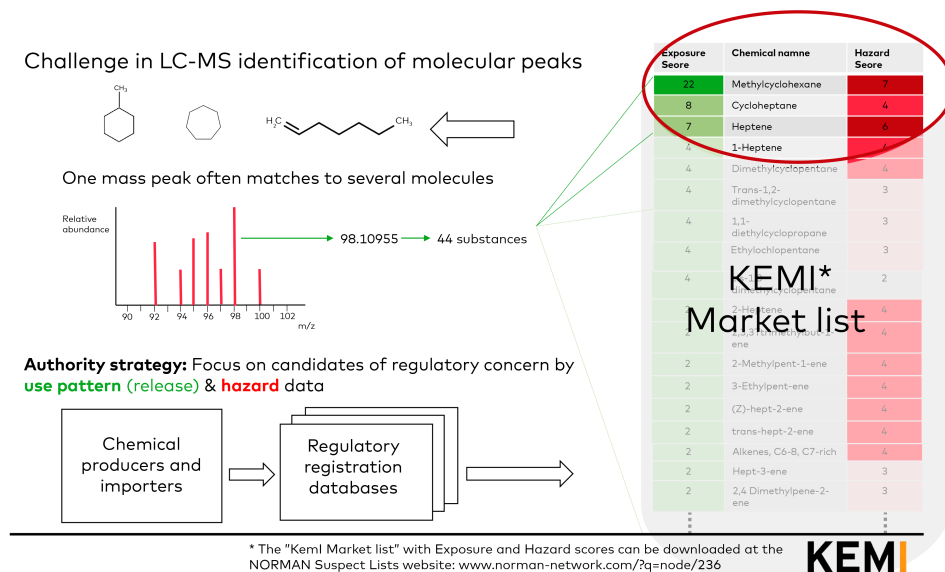 Challenge in LC-MS identification of molecular peaks
CH₃
H₂C
CH₃
One mass peak often matches to several molecules
Relative
abundance
98.10955
44 substances
90 92 94 96 98 100 102
m/z
Authority strategy: Focus on candidates of regulatory concern by
use pattern (release) & hazard data
Chemical
producers and
importers
Regulatory
registration
databases
Exposure Seore Chemical namne Hazard Seore
22 Methylcyclohexane 7
8 Cycloheptane 4
7 Heptene 6
4 1-Heptene
4 Dimethylcyclopentane 4
4 Trans-1,2-
dimethylcyclopentane 3
4 1,1-
diethylcyclopropane 3
4 Ethylochlopentane 3
4 dimethylcyclopentane 2
KEMI*
Market list
2-Heptene 4
2 ene 4
2 2-Methylpent-1-ene 4
2 3-Ethylpent-ene 4
2 (Z)-hept-2-ene 4
2 trans-hept-2-ene 4
2 Alkenes, C6-8, C7-rich 4
2 Hept-3-ene 3
2 2,4 Dimethylpene-2-
ene 3
* The "KemI Market list" with Exposure and Hazard scores can be downloaded at the
NORMAN Suspect Lists website: www.norman-network.com/?q=node/236
KEMI